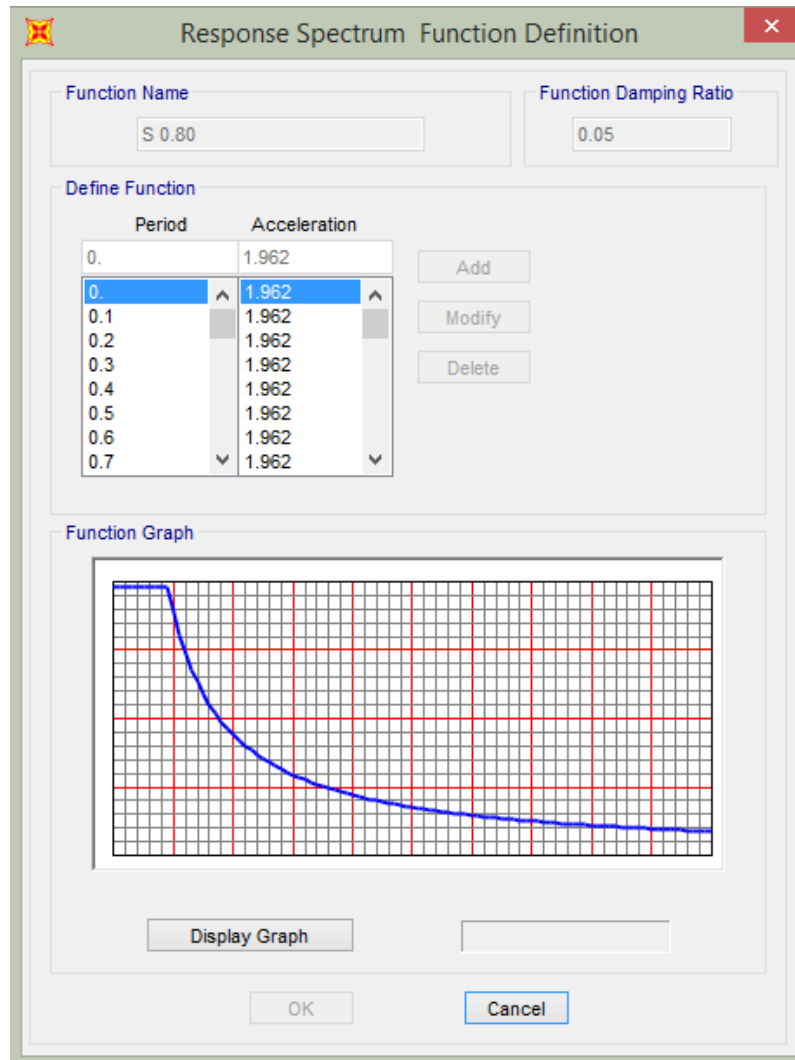 Response Spectrum Function Definition
Function Name
Function Damping Ratio
S 0.80
0.05
Define Function
Period Acceleration
0. 1.962
Add
0. 1.962
0.1 1.962
Modify
0.2 1.962
0.3 1.962
Delete
0.4 1.962
0.5 1.962
0.6 1.962
0.7 1.962
Function Graph
Display Graph
OK
Cancel